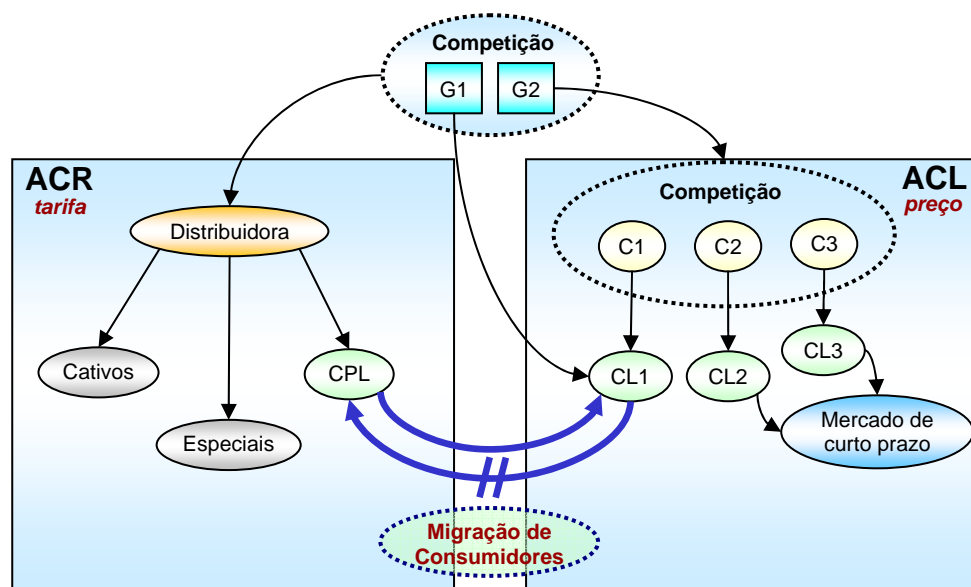 Competição
G1
G2
ACR
tarifa
ACL
preço
Competição
Distribuidora
C1
C2
C3
Cativos
CPL
CL1
CL2
CL3
Especiais
Mercado de
curto prazo
Migração de
Consumidores